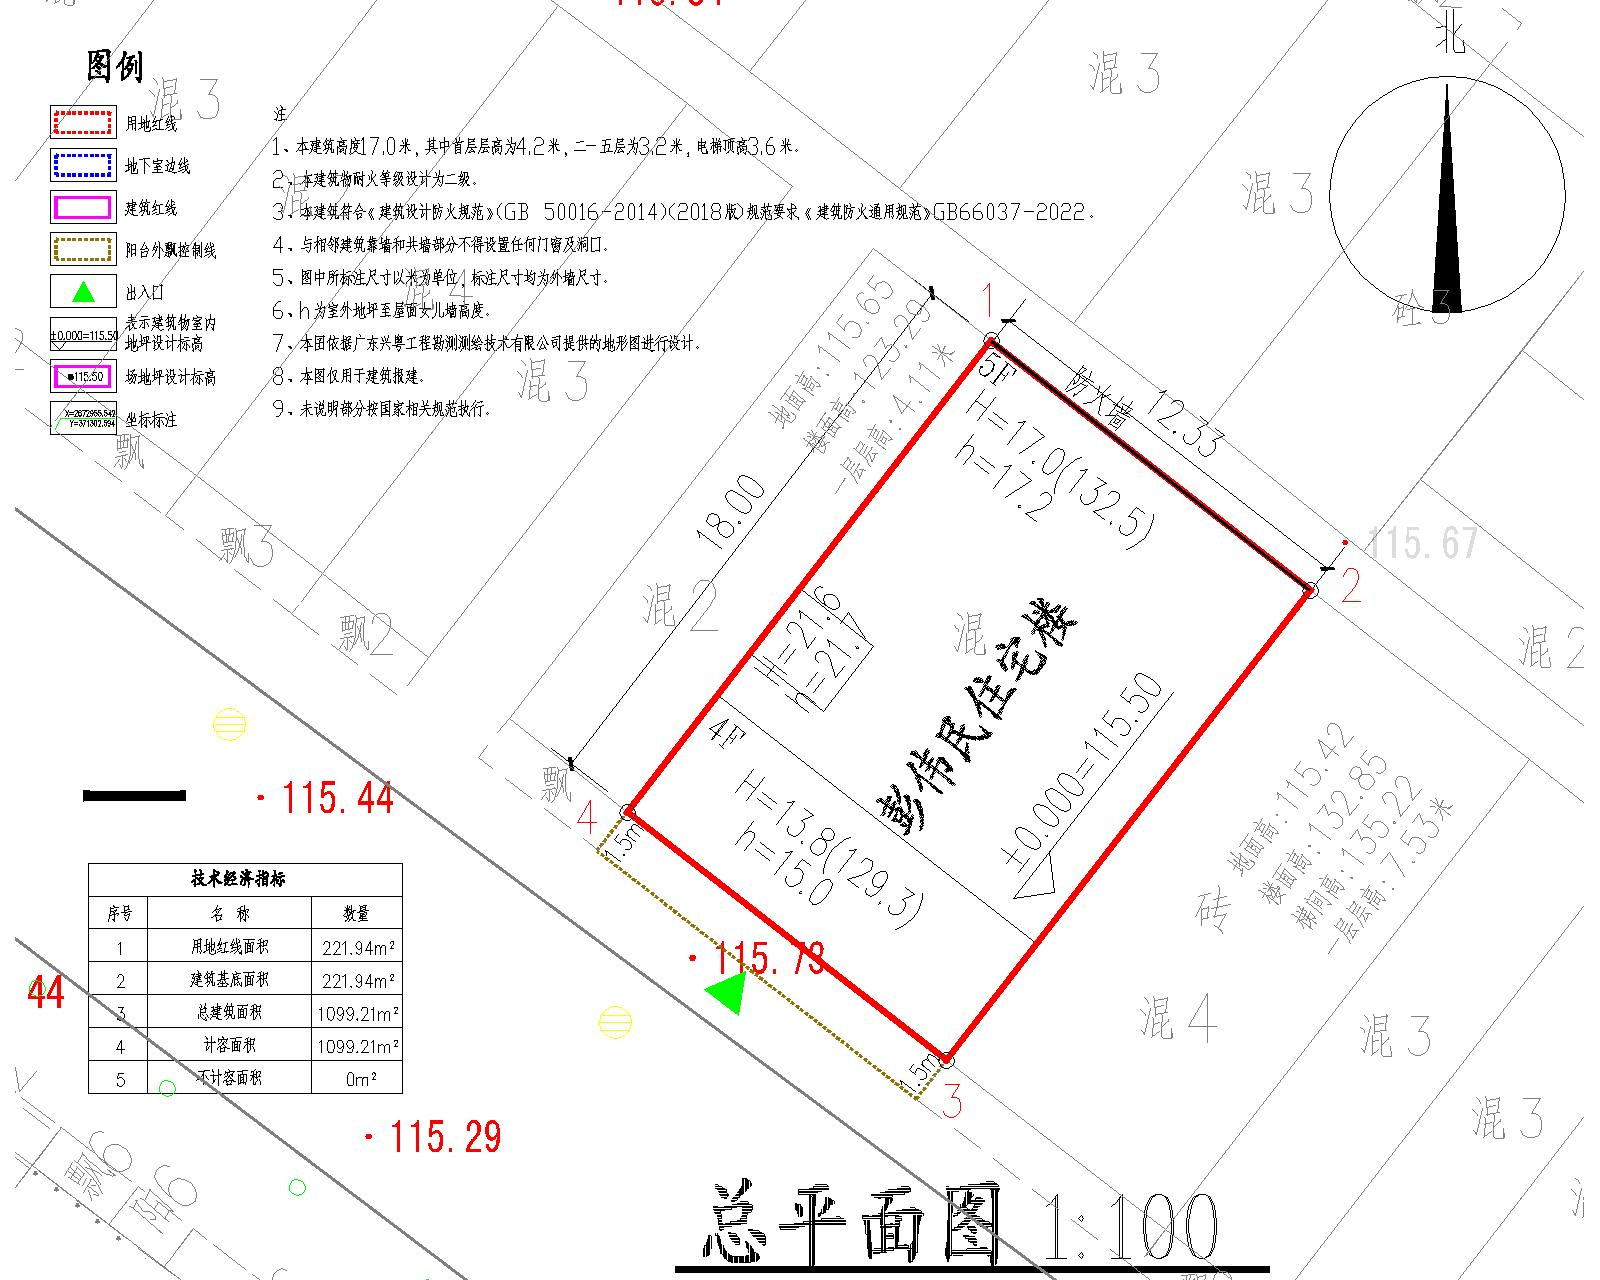 北
图例
用地红线
地下室边线
建筑红线
阳台外飘控制线
出入口
±0.000=115.50
表示建筑物室内
地坪设计标高
115.50
场地坪设计标高
X=2672955.542
Y=371302.594
坐标标注
注
1、本建筑高度17.0米，其中首层层高为4.2米，二一五层为3.2米，电梯顶高3.6米。
2、本建筑物耐火等级设计为二级。
3、本建筑符合《建筑设计防火规范》(GB 50016-2014)(2018版)规范要求《建筑防火通用规范》GB66037-2022。
4、与相邻建筑靠墙和共墙部分不得设置任何门窗及洞口。
5、图中所标注尺寸以米为单位，标注尺寸均为外墙尺寸。
6、h为室外地坪至屋面女儿墙高度。
7、本团依据广东兴粤工程勘测测绘技术有限公司提供的地形图进行设计。
8、本图仅用于建筑报建。
9、未说明部分按国家相关规范执行。
混3
混3
混3
砼3
混
混4
混3
飘
飘3
飘2
混2
混
混2
地面高:115.65
楼面高:123.29
一层层高:4.11米
1
5F
防火墙
12.33
H=17.0(132.5)
h=17.2
115.67
2
18.00
H=21.6
h=21.7
彭伟民住宅楼
±0.000=115.50
4F
H=13.8(129.3)
h=15.0
飘
4
1.5m
115.44
115.73
1.5m
3
地面高:115.42
楼面高:132.85
梯间高:135.22
一层层高:7.53米
砖
混4
混3
混3
技术经济指标
序号 名 称 数量
1 用地红线面积 221.94m²
2 建筑基底面积 221.94m²
3 总建筑面积 1099.21m²
4 计容面积 1099.21m²
5 不计容面积 0m²
44
115.29
飘6
陌6
总平面图 1:100